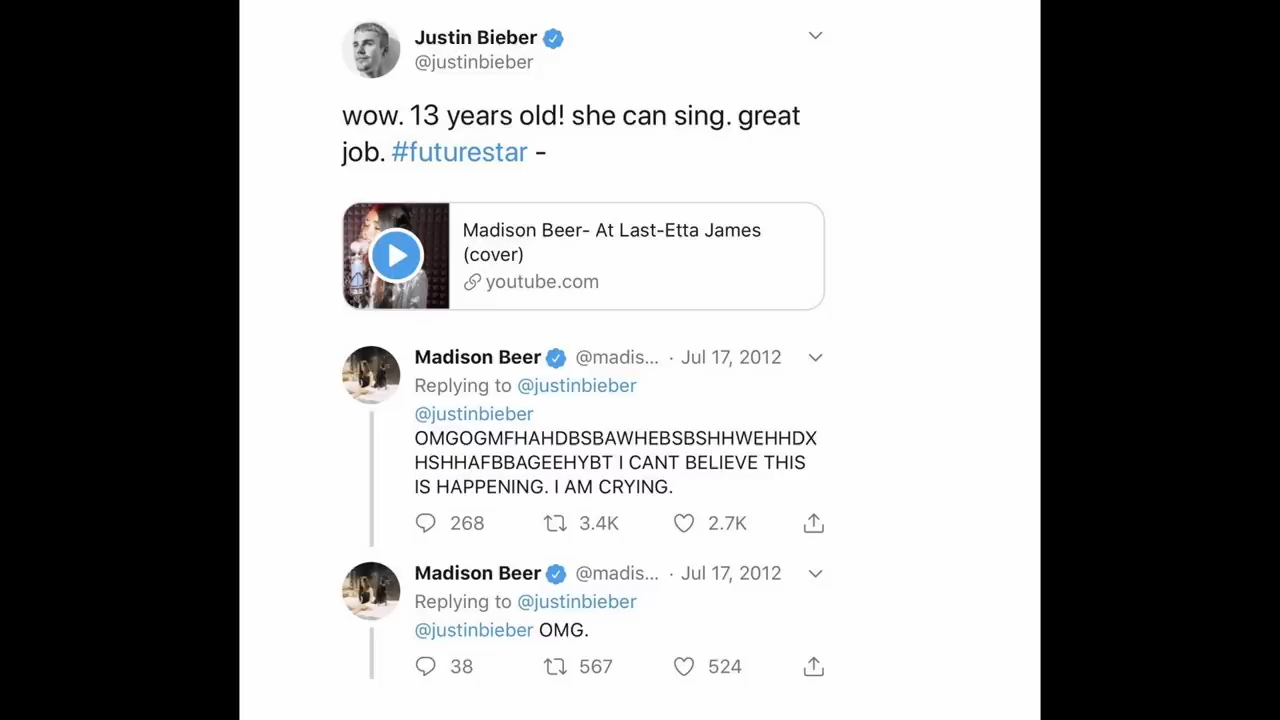 Justin Bieber
@justinbieber
wow. 13 years old! she can sing. great
job. #futurestar -
Madison Beer- At Last-Etta James
(cover)
youtube.com
Madison Beer @madis... · Jul 17, 2012
Replying to @justinbieber
@justinbieber
OMGOGMFHAHDBSBAWHEBSBSHHWEHHDX
HSHHAFBBAGEEHYBT I CANT BELIEVE THIS
IS HAPPENING. I AM CRYING.
268 3.4K 2.7K
Madison Beer @madis... · Jul 17, 2012
Replying to @justinbieber
@justinbieber OMG.
38 567 524